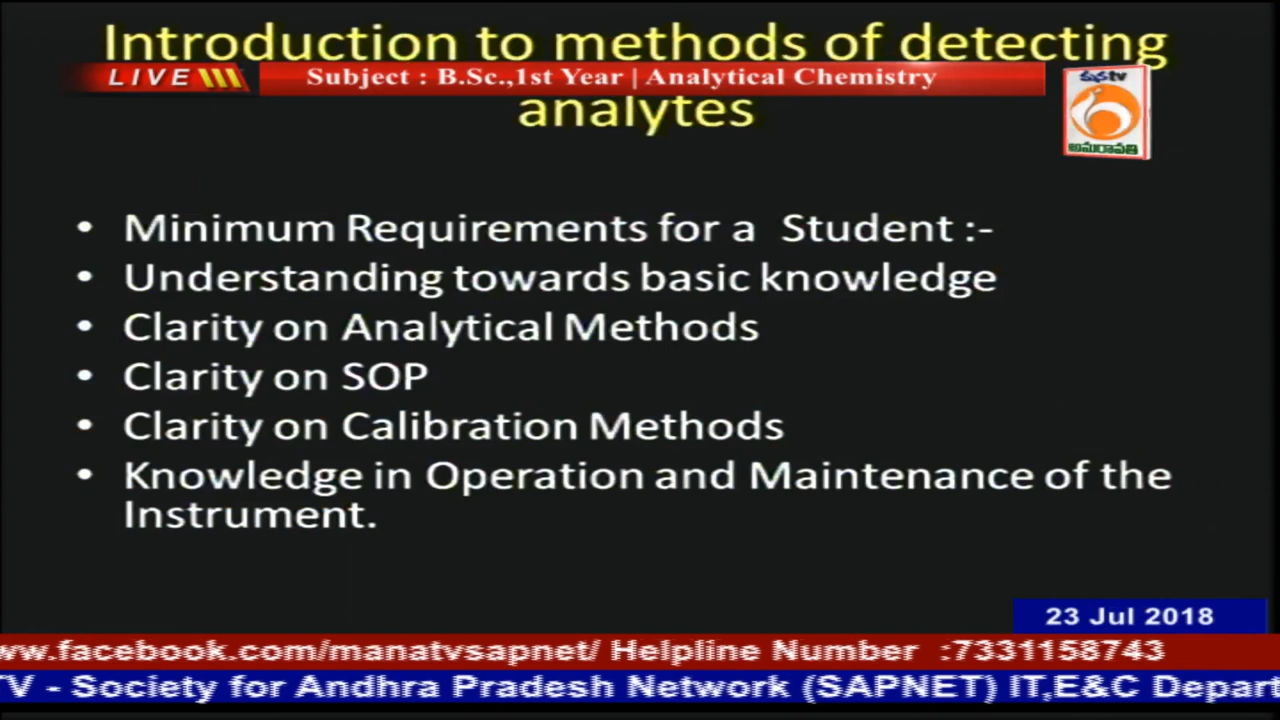 Introduction to methods of detecting
LIVE
Subject : B.Sc.,1st Year | Analytical Chemistry
మనtv
analytes
అమరావతి
• Minimum Requirements for a Student :-
• Understanding towards basic knowledge
• Clarity on Analytical Methods
• Clarity on SOP
• Clarity on Calibration Methods
• Knowledge in Operation and Maintenance of the
Instrument.
23 Jul 2018
ww.facebook.com/manatvsapnet/ Helpline Number :7331158743
TV - Society for Andhra Pradesh Network (SAPNET) IT,E&C Depart